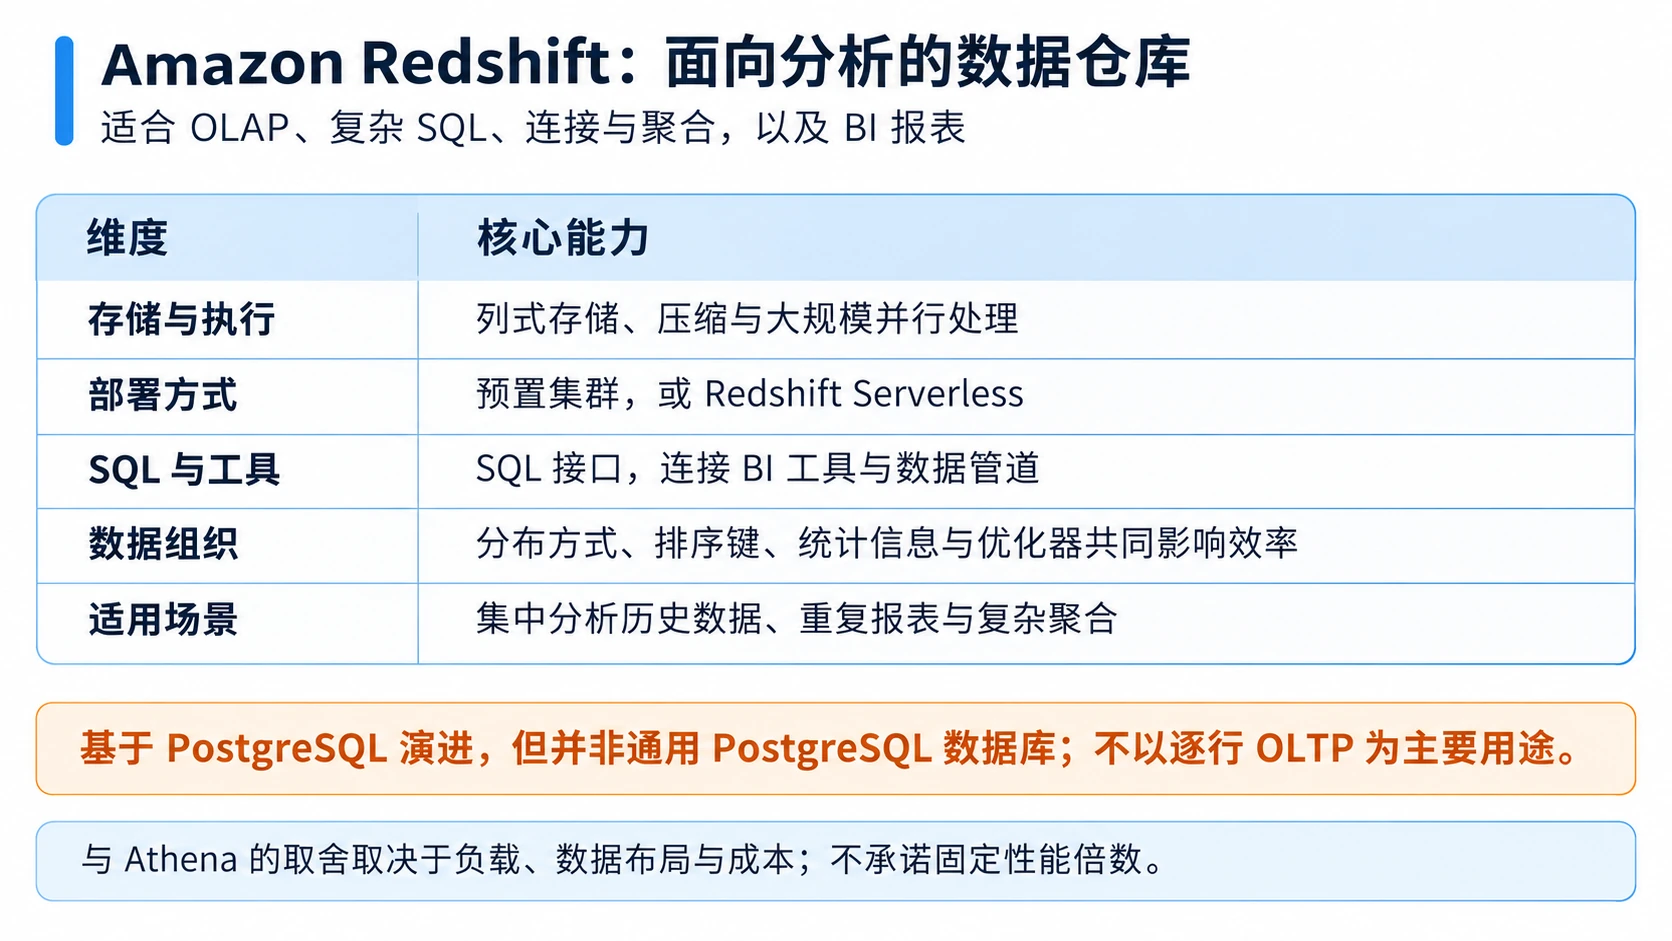 Amazon Redshift：面向分析的数据仓库
适合 OLAP、复杂 SQL、连接与聚合，以及 BI 报表
维度 核心能力
存储与执行 列式存储、压缩与大规模并行处理
部署方式 预置集群，或 Redshift Serverless
SQL 与工具 SQL 接口，连接 BI 工具与数据管道
数据组织 分布方式、排序键、统计信息与优化器共同影响效率
适用场景 集中分析历史数据、重复报表与复杂聚合
基于 PostgreSQL 演进，但并非通用 PostgreSQL 数据库；不以逐行 OLTP 为主要用途。
与 Athena 的取舍取决于负载、数据布局与成本；不承诺固定性能倍数。